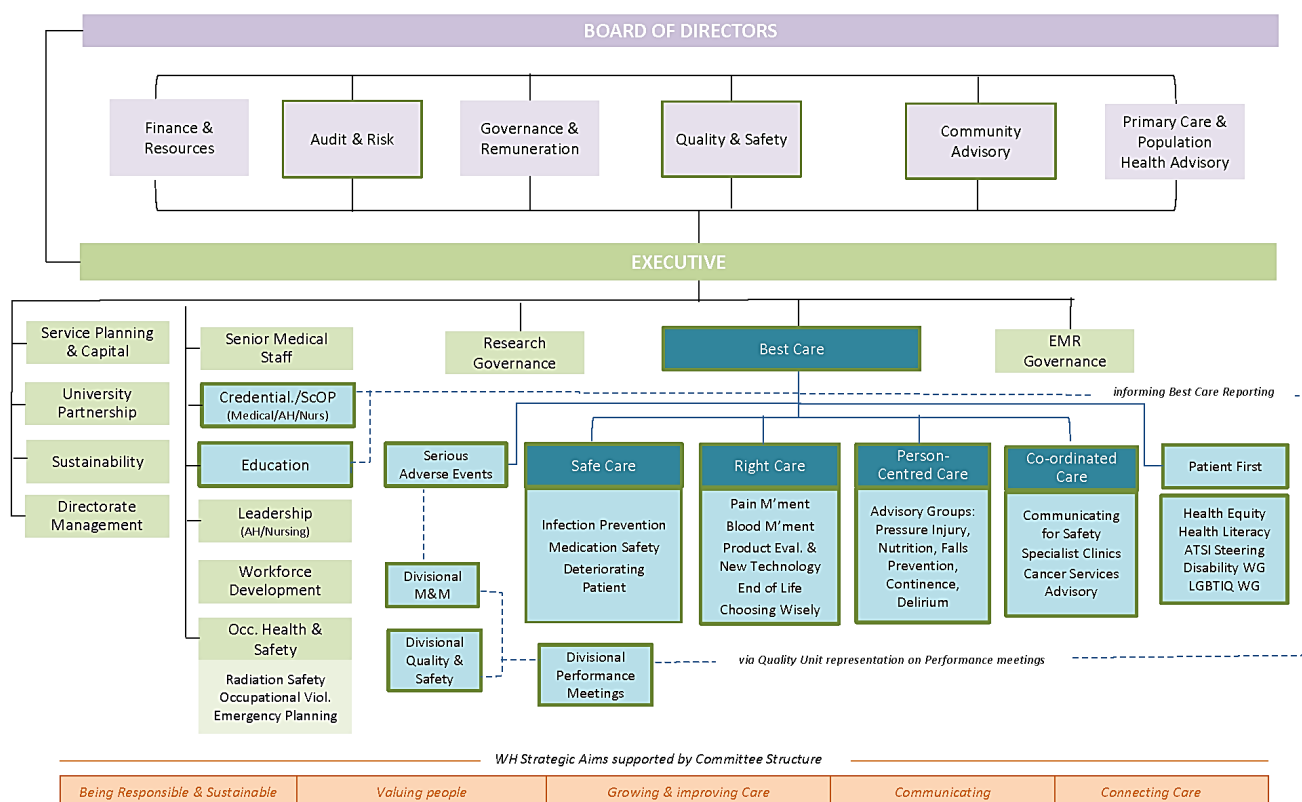 BOARD OF DIRECTORS
Finance &
Resources
Audit & Risk
Governance &
Remuneration
Quality & Safety
Community
Advisory
Primary Care &
Population
Health Advisory
EXECUTIVE
Service Planning
& Capital
University
Partnership
Sustainability
Directorate
Management
Senior Medical
Staff
Credential./ScOP
(Medical/AH/Nurs)
Education
Leadership
(AH/Nursing)
Workforce
Development
Occ. Health &
Safety
Radiation Safety
Occupational Viol.
Emergency Planning
Research
Governance
Best Care
EMR
Governance
informing Best Care Reporting
Serious
Adverse Events
Divisional
M&M
Divisional
Quality &
Safety
Divisional
Performance
Meetings
via Quality Unit representation on Performance meetings
Safe Care
Infection Prevention
Medication Safety
Deteriorating
Patient
Right Care
Pain M'ment
Blood M'ment
Product Eval. &
New Technology
End of Life
Choosing Wisely
Person-
Centred Care
Advisory Groups:
Pressure Injury,
Nutrition, Falls
Prevention,
Continence,
Delirium
Co-ordinated
Care
Communicating
for Safety
Specialist Clinics
Cancer Services
Advisory
Patient First
Health Equity
Health Literacy
ATSI Steering
Disability WG
LGBTIQ WG
WH Strategic Aims supported by Committee Structure
Being Responsible & Sustainable
Valuing people
Growing & improving Care
Communicating
Connecting Care